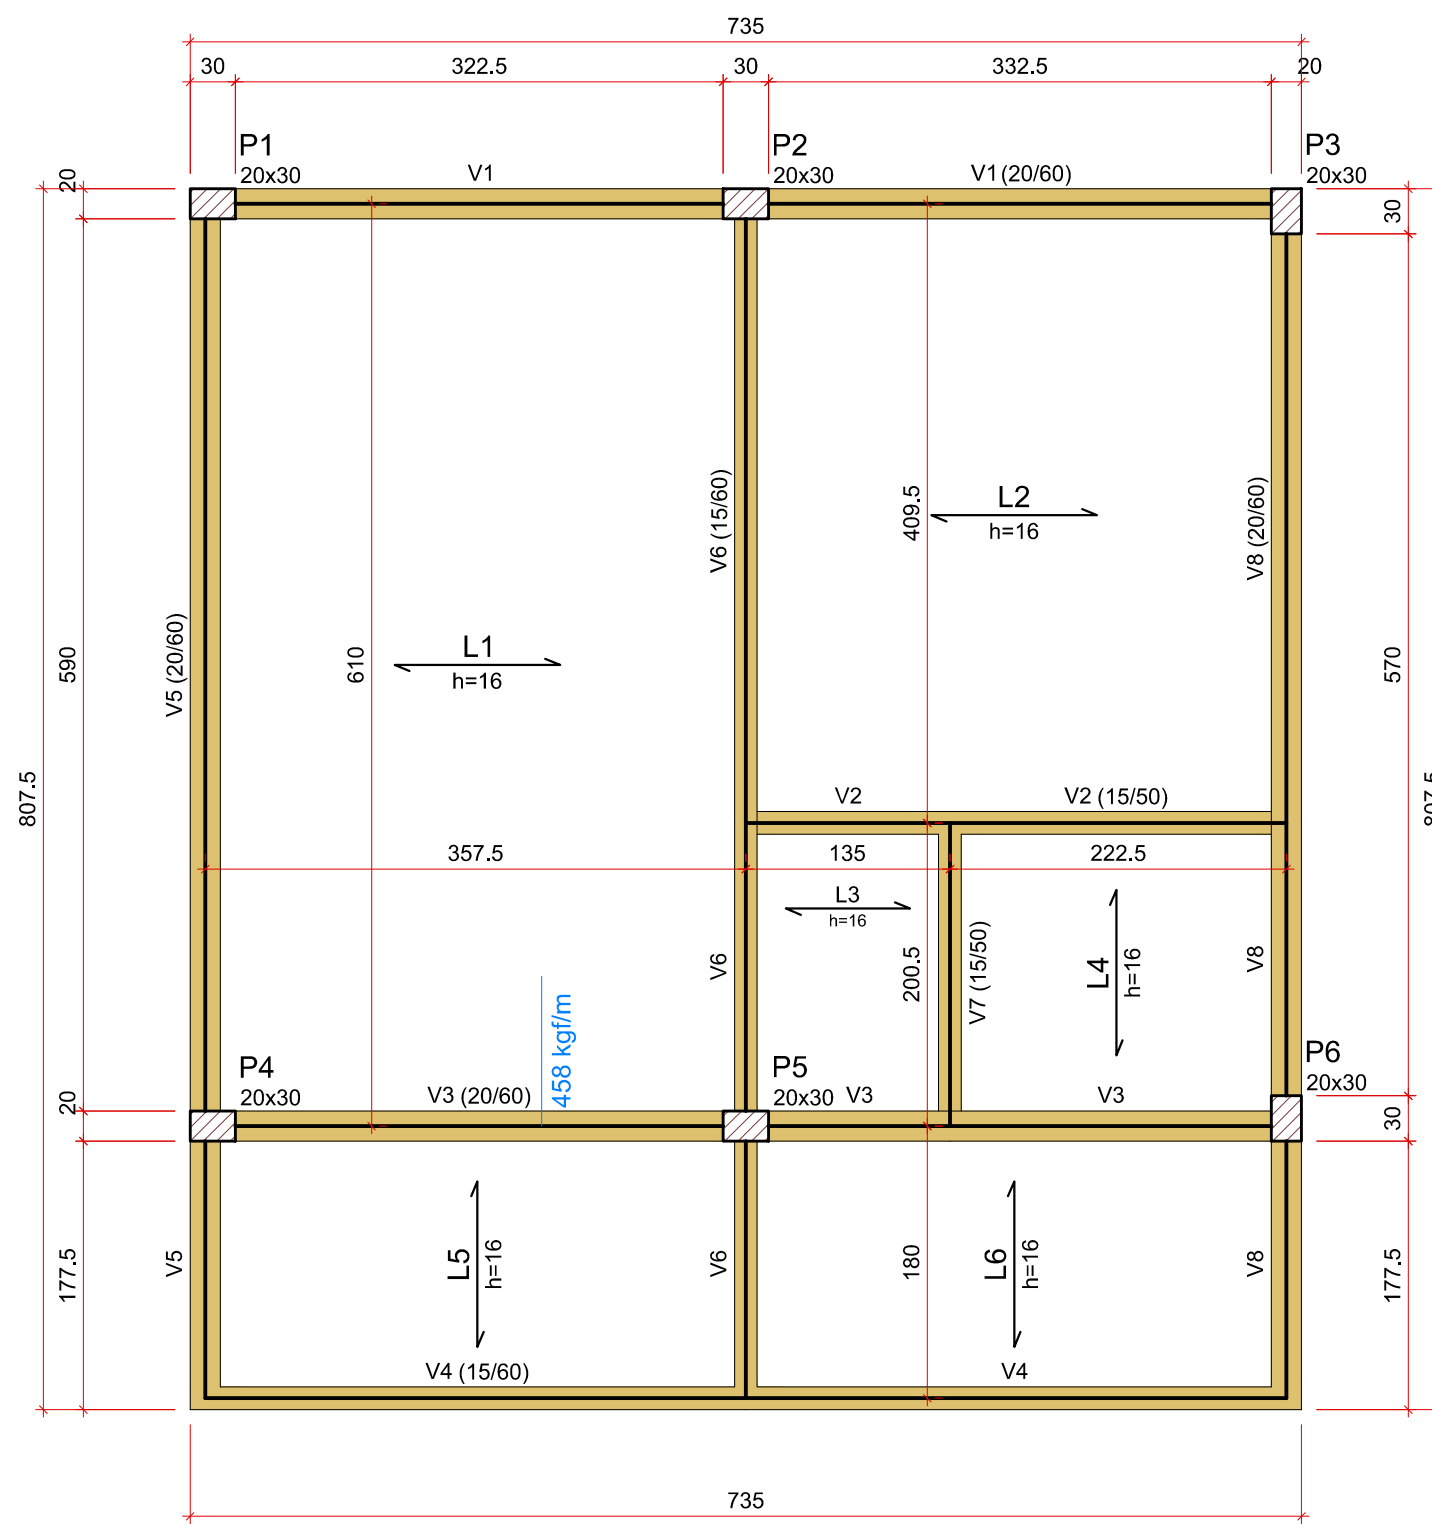 735
30
322.5
30
332.5
20
P1
20x30
V1
P2
20x30
V1 (20/60)
P3
20x30
20
30
V6 (15/60)
409.5
L2
h=16
V8 (20/60)
V5 (20/60)
590
610
L1
h=16
570
807.5
807.5
V2
V2 (15/50)
357.5
135
222.5
L3
h=16
V6
200.5
V7 (15/50)
L4
h=16
V8
458 kgf/m
P4
20x30
V3 (20/60)
P5
20x30
V3
V3
P6
20x30
20
30
177.5
V5
L5
h=16
V6
180
L6
h=16
V8
177.5
V4 (15/60)
V4
735